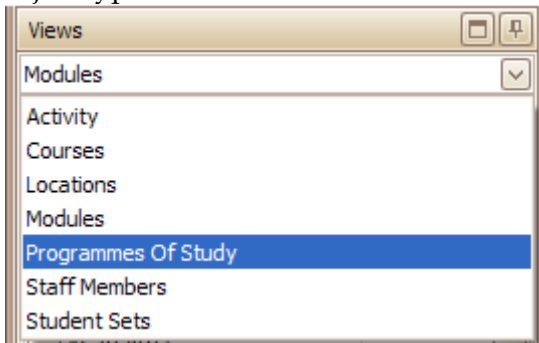 Views
Modules
Activity
Courses
Locations
Modules
Programmes Of Study
Staff Members
Student Sets